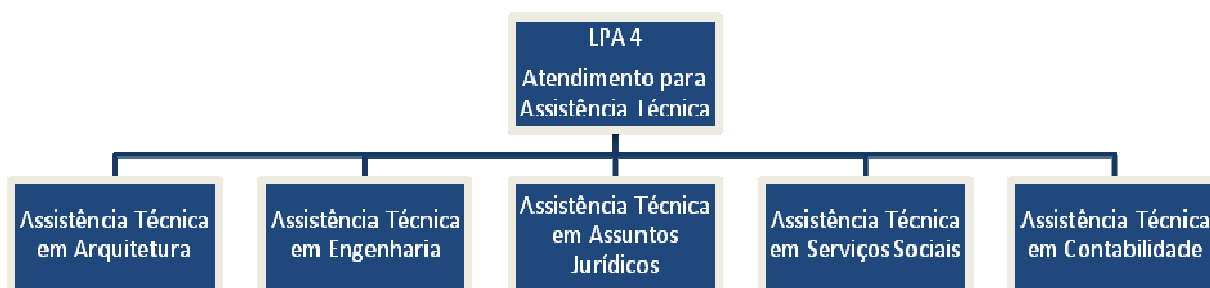 LPA 4
Atendimento para
Assistência Técnica
Assistência Técnica
em Arquitetura
Assistência Técnica
em Engenharia
Assistência Técnica
em Assuntos
Jurídicos
Assistência Técnica
em Serviços Sociais
Assistência Técnica
em Contabilidade